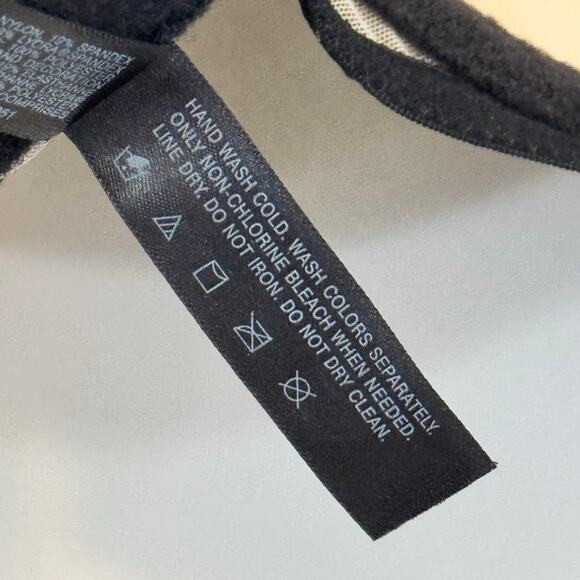 NYLON, 9% SPANDEX
HAND WASH COLD. WASH COLORS SEPARATELY.
ONLY NON-CHLORINE BLEACH WHEN NEEDED.
LINE DRY. DO NOT IRON. DO NOT DRY CLEAN.